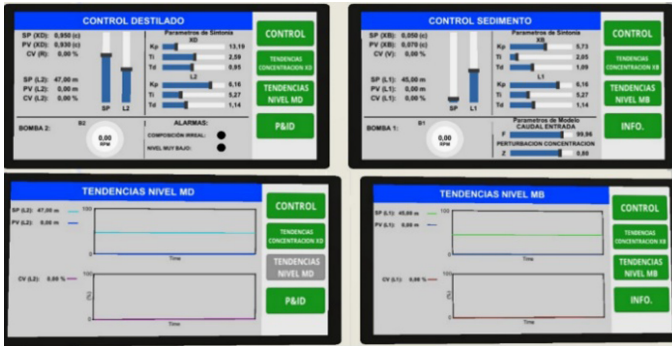 CONTROL DESTILADO
SP (XD): 0,950 (c)
PV (XD): 0,930 (c)
CV (R): 0,00 %
SP (L2): 47,00 m
PV (L2): 0,00 m
CV (L2): 0,00 %
SP L2
Parametros de Sintonía
XD
Kp 13,19
Ti 2,59
Td 0,95
L2
Kp 6,16
Ti 5,27
Td 1,14
BOMBA 2:
B2
0,00
RPM
ALARMAS:
COMPOSICIÓN IRREAL:
NIVEL MUY BAJO:
CONTROL
TENDENCIAS
CONCENTRACION XD
TENDENCIAS
NIVEL MD
P&ID
CONTROL SEDIMENTO
SP (XB): 0,050 (c)
PV (XB): 0,070 (c)
CV (V): 0,00 %
SP (L1): 45,00 m
PV (L1): 0,00 m
CV (L1): 0,00 %
SP L1
Parametros de Sintonía
XB
Kp 5,73
Ti 2,05
Td 1,09
L1
Kp 6,16
Ti 5,27
Td 1,14
BOMBA 1:
B1
0,00
RPM
Parametros de Modelo
CAUDAL ENTRADA
F 99,96
PERTURBACION CONCENTRACION
Z 0,80
CONTROL
TENDENCIAS
CONCENTRACION XB
TENDENCIAS
NIVEL MB
INFO.
TENDENCIAS NIVEL MD
SP (L2): 47,00 m
PV (L2): 0,00 m
100
0
Time
CV (L2): 0,00 %
100
(%)
0
Time
CONTROL
TENDENCIAS
CONCENTRACION XD
TENDENCIAS
NIVEL MD
P&ID
TENDENCIAS NIVEL MB
SP (L1): 45,00 m
PV (L1): 0,00 m
100
0
Time
CV (L1): 0,00 %
100
(%)
0
Time
CONTROL
TENDENCIAS
CONCENTRACION XB
TENDENCIAS
NIVEL MB
INFO.